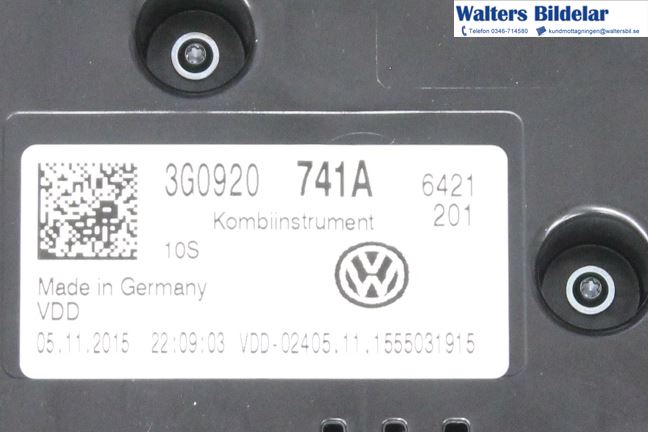 Walters Bildelar
Telefon 0346-714580 kundmottagningen@waltersbil.se
3G0920 741A 6421
Kombiinstrument 201
10S
Made in Germany
VDD
05.11.2015 22:09:03 VDD-02405.11.1555031915